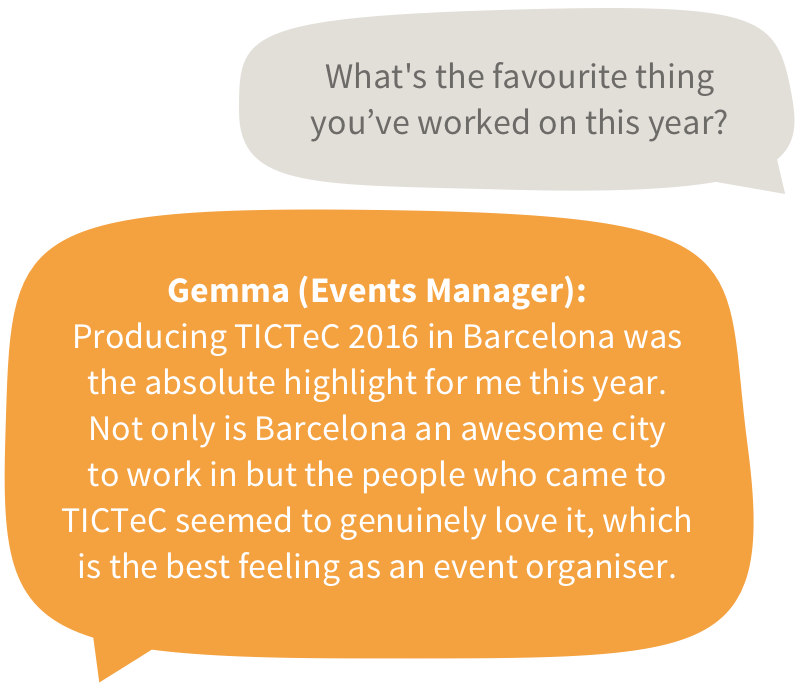 What's the favourite thing
you’ve worked on this year?
Gemma (Events Manager):
Producing TICTeC 2016 in Barcelona was
the absolute highlight for me this year.
Not only is Barcelona an awesome city
to work in but the people who came to
TICTeC seemed to genuinely love it, which
is the best feeling as an event organiser.